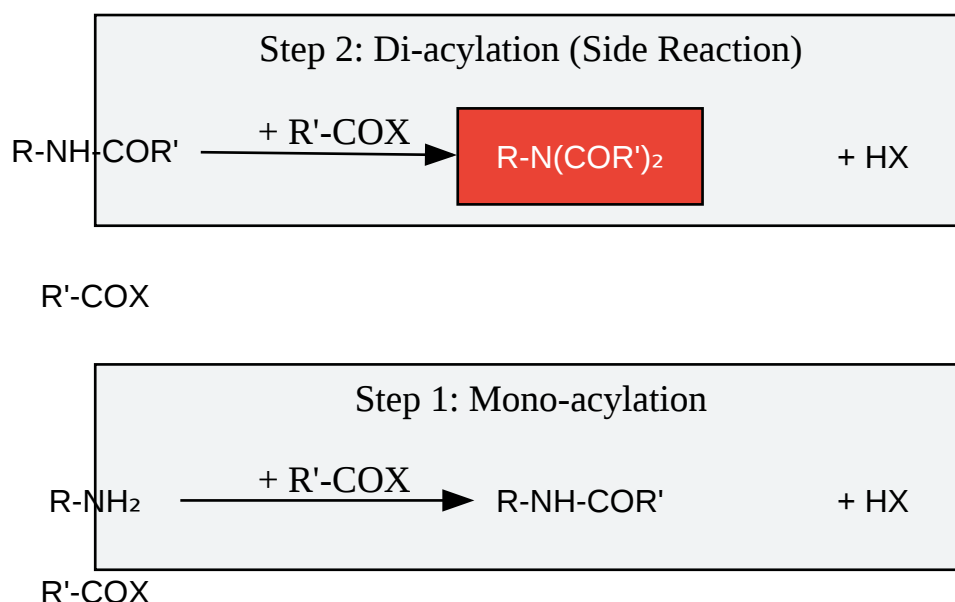 Step 2: Di-acylation (Side Reaction)
+ R'-COX
R-NH-COR'
R-N(COR')₂
+ HX
R'-COX
Step 1: Mono-acylation
+ R'-COX
R-NH₂
R-NH-COR'
+ HX
R'-COX